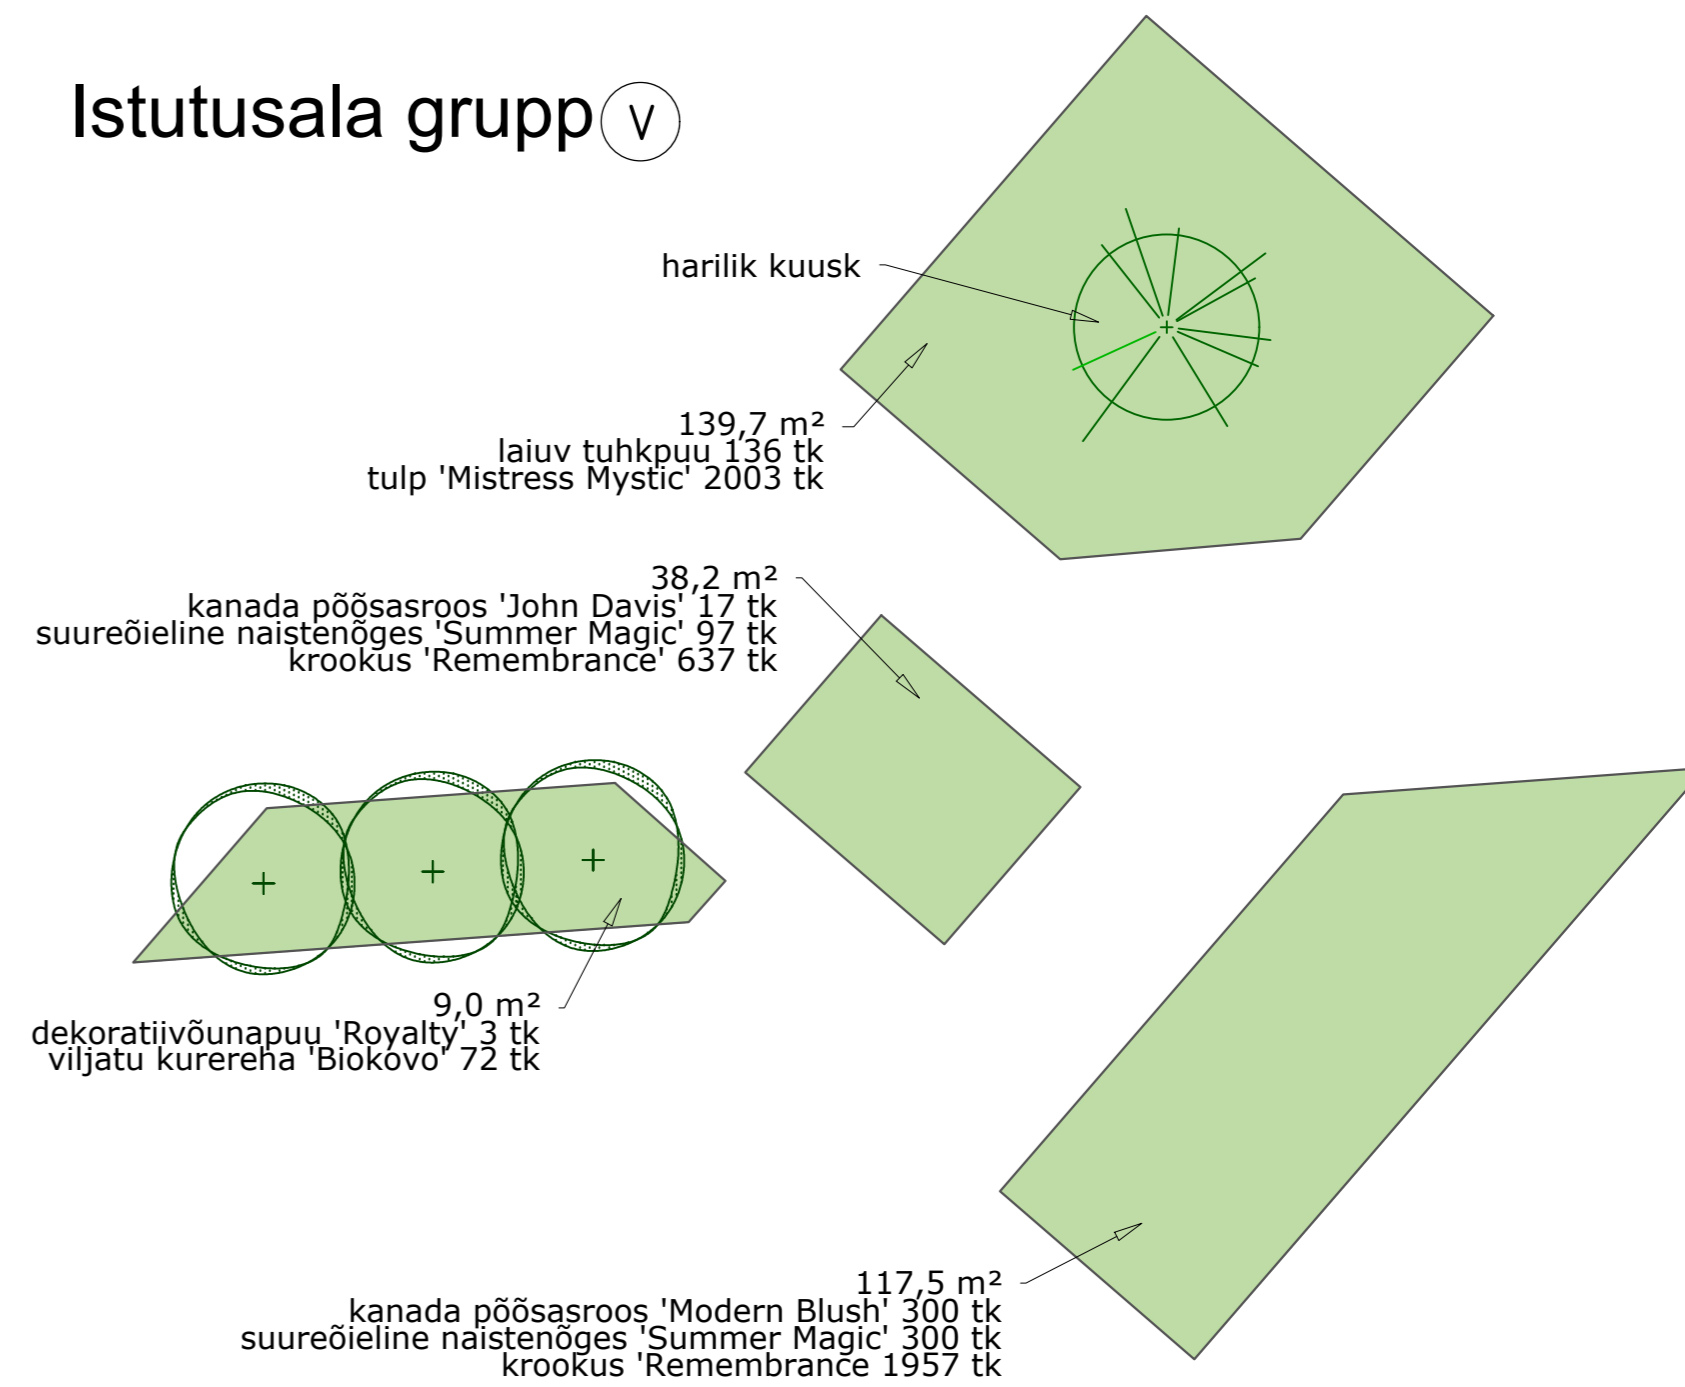 Istutusala grupp V
harilik kuusk
139,7 m²
laiuv tuhkpuu 136 tk
tulp 'Mistress Mystic' 2003 tk
38,2 m²
kanada põõsasroos 'John Davis' 17 tk
suureõieline naistenõges 'Summer Magic' 97 tk
krookus 'Remembrance' 637 tk
9,0 m²
dekoratiivõunapuu 'Royalty' 3 tk
viljatu kurereha 'Biokovo' 72 tk
117,5 m²
kanada põõsasroos 'Modern Blush' 300 tk
suureõieline naistenõges 'Summer Magic' 300 tk
krookus 'Remembrance 1957 tk